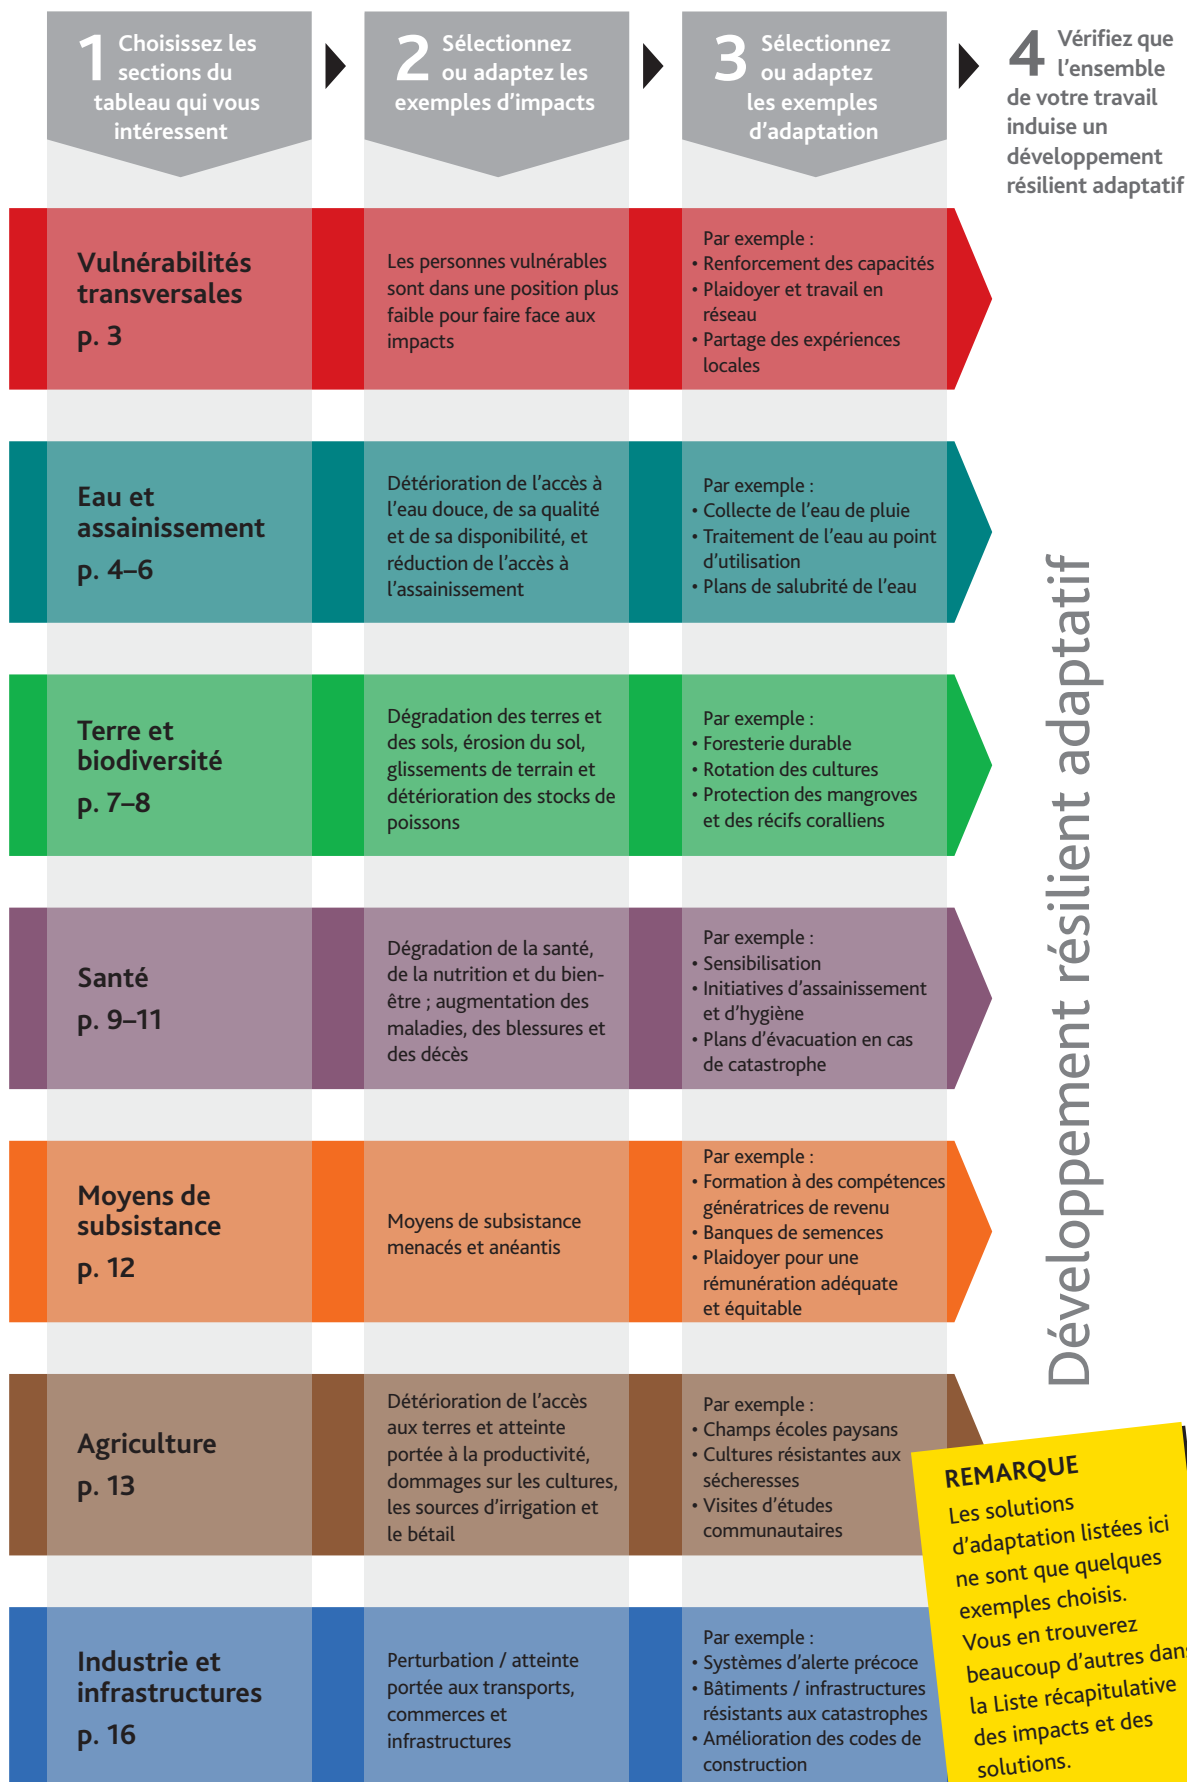 1 Choisissez les
sections du
tableau qui vous
intéressent
2 Sélectionnez
ou adaptez les
exemples d'impacts
3 Sélectionnez
ou adaptez
les exemples
d'adaptation
4 Vérifiez que
l'ensemble
de votre travail
induise un
développement
résilient adaptatif
Vulnérabilités
transversales
p. 3
Les personnes vulnérables
sont dans une position plus
faible pour faire face aux
impacts
Par exemple :
• Renforcement des capacités
• Plaidoyer et travail en
réseau
• Partage des expériences
locales
Eau et
assainissement
p. 4–6
Détérioration de l'accès à
l'eau douce, de sa qualité
et de sa disponibilité, et
réduction de l'accès à
l'assainissement
Par exemple :
• Collecte de l'eau de pluie
• Traitement de l'eau au point
d'utilisation
• Plans de salubrité de l'eau
Terre et
biodiversité
p. 7–8
Dégradation des terres et
des sols, érosion du sol,
glissements de terrain et
détérioration des stocks de
poissons
Par exemple :
• Foresterie durable
• Rotation des cultures
• Protection des mangroves
et des récifs coralliens
Santé
p. 9–11
Dégradation de la santé,
de la nutrition et du bien-
être ; augmentation des
maladies, des blessures et
des décès
Par exemple :
• Sensibilisation
• Initiatives d'assainissement
et d'hygiène
• Plans d'évacuation en cas
de catastrophe
Moyens de
subsistance
p. 12
Moyens de subsistance
menacés et anéantis
Par exemple :
• Formation à des compétences
génératrices de revenu
• Banques de semences
• Plaidoyer pour une
rémunération adéquate
et équitable
Agriculture
p. 13
Détérioration de l'accès
aux terres et atteinte
portée à la productivité,
dommages sur les cultures,
les sources d'irrigation et
le bétail
Par exemple :
• Champs écoles paysans
• Cultures résistantes aux
sécheresses
• Visites d'études
communautaires
Industrie et
infrastructures
p. 16
Perturbation / atteinte
portée aux transports,
commerces et
infrastructures
Par exemple :
• Systèmes d'alerte précoce
• Bâtiments / infrastructures
résistants aux catastrophes
• Amélioration des codes de
construction
Développement résilient adaptatif
REMARQUE
Les solutions
d'adaptation listées ici
ne sont que quelques
exemples choisis.
Vous en trouverez
beaucoup d'autres dans
la Liste récapitulative
des impacts et des
solutions.